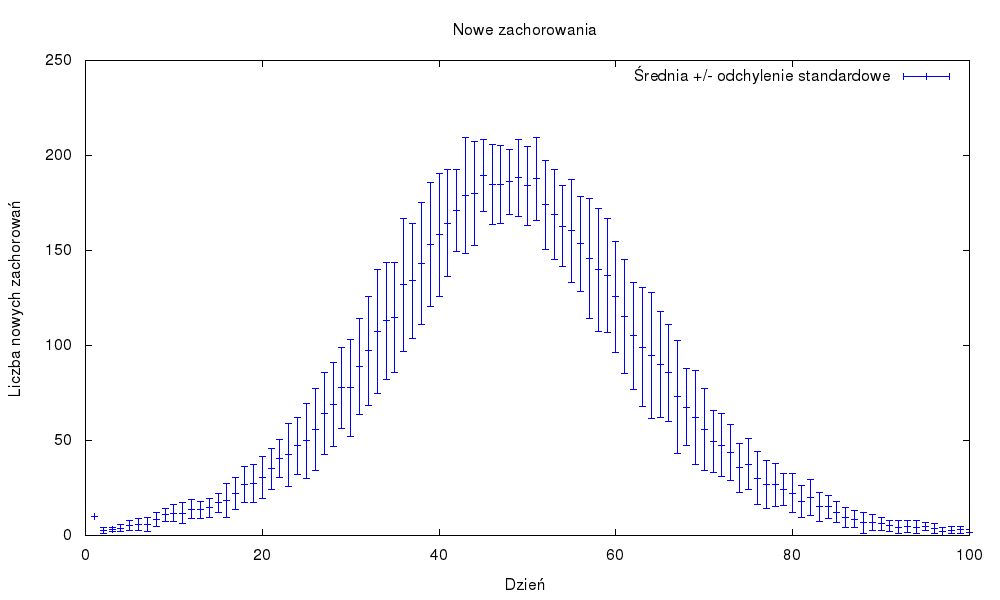 Nowe zachorowania
Średnia +/- odchylenie standardowe
Liczba nowych zachorowań
250
200
150
100
50
0
0 20 40 60 80 100
Dzień